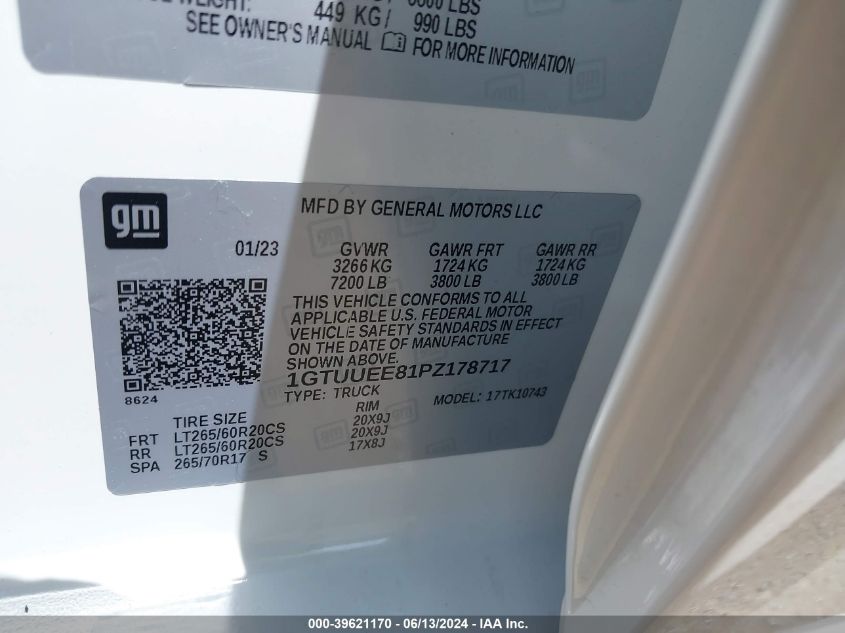 LBS
449 KG/ 990 LBS
SEE OWNER'S MANUAL FOR MORE INFORMATION
gm
gm
MFD BY GENERAL MOTORS LLC
01/23 GVWR GAWR FRT GAWR RR
3266 KG 1724 KG 1724 KG
7200 LB 3800 LB 3800 LB
THIS VEHICLE CONFORMS TO ALL
APPLICABLE U.S. FEDERAL MOTOR
VEHICLE SAFETY STANDARDS IN EFFECT
ON THE DATE OF MANUFACTURE
SHOWN ABOVE.
1GTUUEE81PZ178717
8624
TYPE: TRUCK MODEL: 17TK10743
TIRE SIZE RIM
FRT LT265/60R20CS 20X9J
RR LT265/60R20CS 20X9J
SPA 265/70R17 S 17X8J
000-39621170 - 06/13/2024 - IAA Inc.